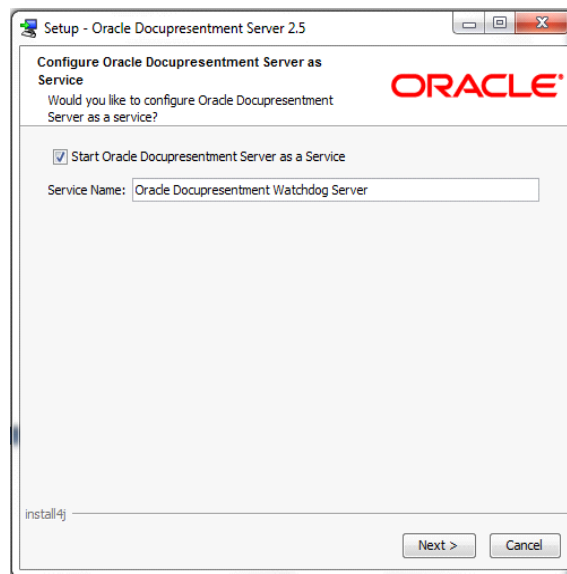 Setup - Oracle Docupresentment Server 2.5
Configure Oracle Docupresentment Server as
Service
Would you like to configure Oracle Docupresentment
Server as a service?
ORACLE®
Start Oracle Docupresentment Server as a Service
Service Name: Oracle Docupresentment Watchdog Server
install4j
Next > Cancel